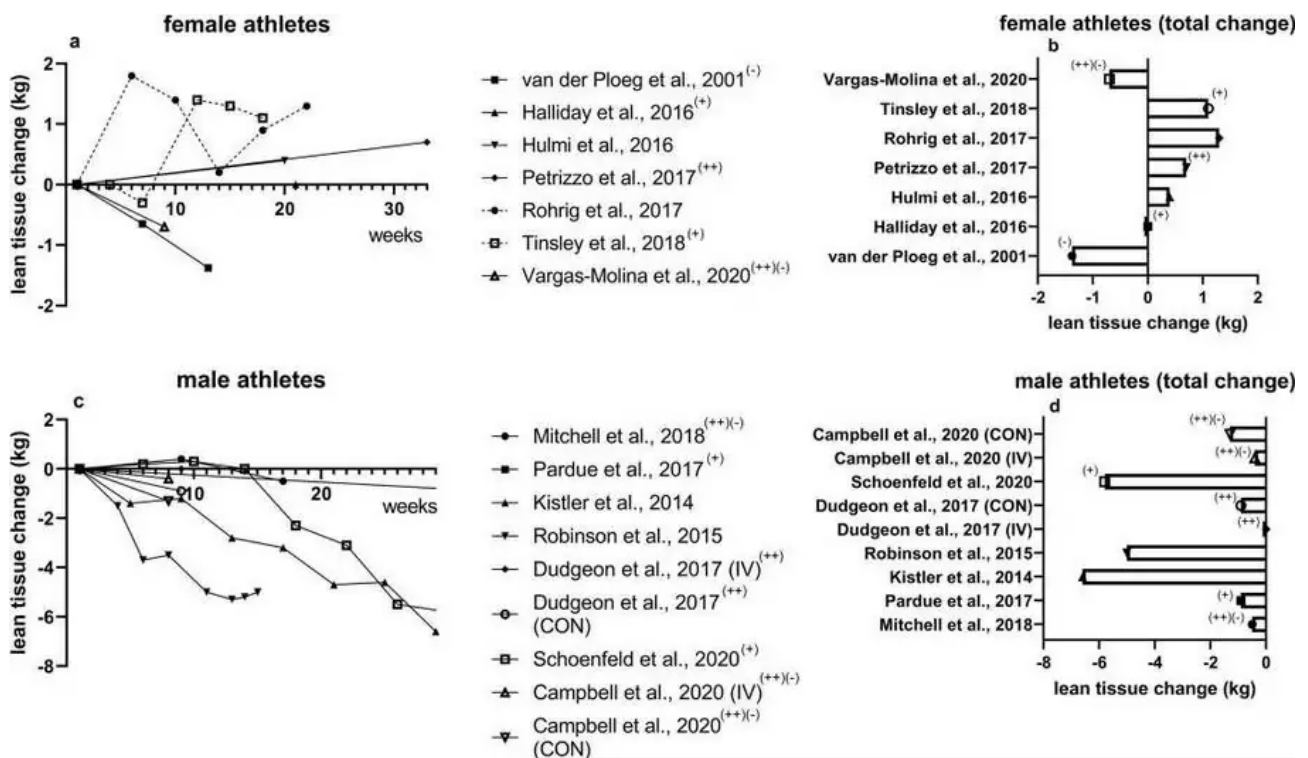 female athletes
a
2
1
0
-1
-2
10
20
30
weeks
lean tissue change (kg)
van der Ploeg et al., 2001(-)
Halliday et al., 2016(+)
Hulmi et al., 2016
Petrizzo et al., 2017(++)
Rohrig et al., 2017
Tinsley et al., 2018(+)
Vargas-Molina et al., 2020(++)(-)
female athletes (total change)
b
Vargas-Molina et al., 2020 (++)(-)
Tinsley et al., 2018 (+)
Rohrig et al., 2017
Petrizzo et al., 2017 (++)
Hulmi et al., 2016
Halliday et al., 2016 (+)
van der Ploeg et al., 2001 (-)
-2 -1 0 1 2
lean tissue change (kg)
male athletes
c
2
0
-2
-4
-6
-8
10
20
weeks
lean tissue change (kg)
Mitchell et al., 2018(++)(-)
Pardue et al., 2017(+)
Kistler et al., 2014
Robinson et al., 2015
Dudgeon et al., 2017 (IV)(++)
Dudgeon et al., 2017(++)
(CON)
Schoenfeld et al., 2020(+)
Campbell et al., 2020 (IV)(++)(-)
Campbell et al., 2020(++)(-)
(CON)
male athletes (total change)
d
Campbell et al., 2020 (CON) (++)(-)
Campbell et al., 2020 (IV) (++)(-)
Schoenfeld et al., 2020 (+)
Dudgeon et al., 2017 (CON) (++)
Dudgeon et al., 2017 (IV) (++)
Robinson et al., 2015
Kistler et al., 2014
Pardue et al., 2017 (+)
Mitchell et al., 2018 (++)(-)
-8 -6 -4 -2 0
lean tissue change (kg)